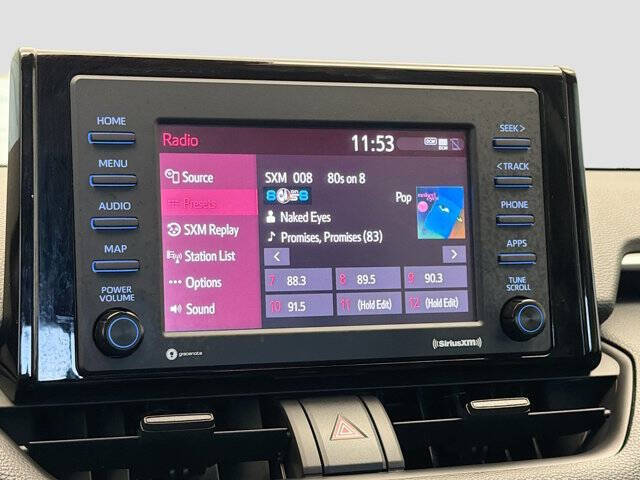 HOME
MENU
AUDIO
MAP
POWER
VOLUME
Radio
11:53
DCM
Source
SXM 008 80s on 8
Presets
Pop
SXM Replay
Naked Eyes
Station List
Promises, Promises (83)
Options
< >
7 88.3 8 89.5 9 90.3
Sound
10 91.5 11 (Hold Edit) 12 (Hold Edit)
SEEK>
<TRACK
PHONE
APPS
TUNE
SCROLL
gracenote
SiriusXM